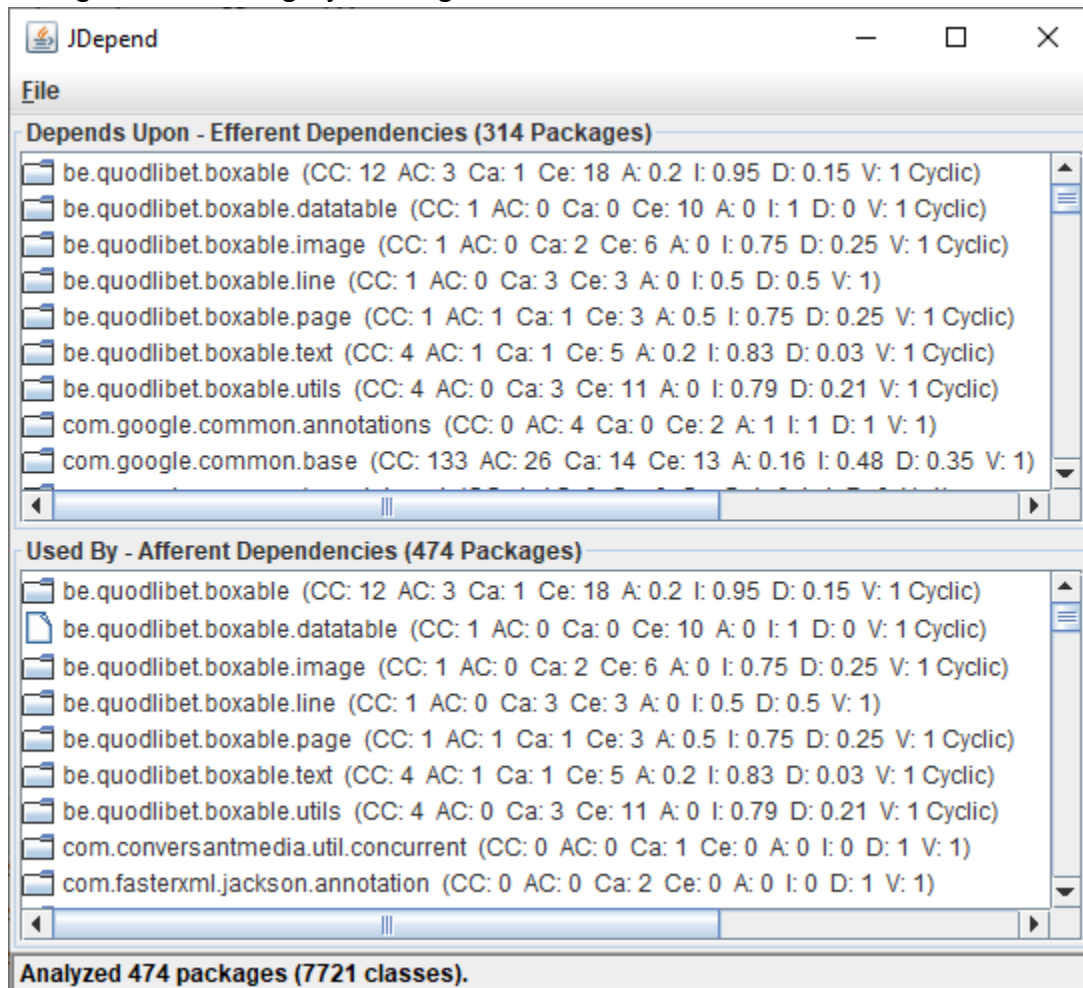 JDepend
File
Depends Upon - Efferent Dependencies (314 Packages)
be.quodlibet.boxable (CC: 12 AC: 3 Ca: 1 Ce: 18 A: 0.2 I: 0.95 D: 0.15 V: 1 Cyclic)
be.quodlibet.boxable.datatable (CC: 1 AC: 0 Ca: 0 Ce: 10 A: 0 I: 1 D: 0 V: 1 Cyclic)
be.quodlibet.boxable.image (CC: 1 AC: 0 Ca: 2 Ce: 6 A: 0 I: 0.75 D: 0.25 V: 1 Cyclic)
be.quodlibet.boxable.line (CC: 1 AC: 0 Ca: 3 Ce: 3 A: 0 I: 0.5 D: 0.5 V: 1)
be.quodlibet.boxable.page (CC: 1 AC: 1 Ca: 1 Ce: 3 A: 0.5 I: 0.75 D: 0.25 V: 1 Cyclic)
be.quodlibet.boxable.text (CC: 4 AC: 1 Ca: 1 Ce: 5 A: 0.2 I: 0.83 D: 0.03 V: 1 Cyclic)
be.quodlibet.boxable.utils (CC: 4 AC: 0 Ca: 3 Ce: 11 A: 0 I: 0.79 D: 0.21 V: 1 Cyclic)
com.google.common.annotations (CC: 0 AC: 4 Ca: 0 Ce: 2 A: 1 I: 1 D: 1 V: 1)
com.google.common.base (CC: 133 AC: 26 Ca: 14 Ce: 13 A: 0.16 I: 0.48 D: 0.35 V: 1)
Used By - Afferent Dependencies (474 Packages)
be.quodlibet.boxable (CC: 12 AC: 3 Ca: 1 Ce: 18 A: 0.2 I: 0.95 D: 0.15 V: 1 Cyclic)
be.quodlibet.boxable.datatable (CC: 1 AC: 0 Ca: 0 Ce: 10 A: 0 I: 1 D: 0 V: 1 Cyclic)
be.quodlibet.boxable.image (CC: 1 AC: 0 Ca: 2 Ce: 6 A: 0 I: 0.75 D: 0.25 V: 1 Cyclic)
be.quodlibet.boxable.line (CC: 1 AC: 0 Ca: 3 Ce: 3 A: 0 I: 0.5 D: 0.5 V: 1)
be.quodlibet.boxable.page (CC: 1 AC: 1 Ca: 1 Ce: 3 A: 0.5 I: 0.75 D: 0.25 V: 1 Cyclic)
be.quodlibet.boxable.text (CC: 4 AC: 1 Ca: 1 Ce: 5 A: 0.2 I: 0.83 D: 0.03 V: 1 Cyclic)
be.quodlibet.boxable.utils (CC: 4 AC: 0 Ca: 3 Ce: 11 A: 0 I: 0.79 D: 0.21 V: 1 Cyclic)
com.conversantmedia.util.concurrent (CC: 0 AC: 0 Ca: 1 Ce: 0 A: 0 I: 0 D: 1 V: 1)
com.fasterxml.jackson.annotation (CC: 0 AC: 0 Ca: 2 Ce: 0 A: 0 I: 0 D: 1 V: 1)
Analyzed 474 packages (7721 classes).